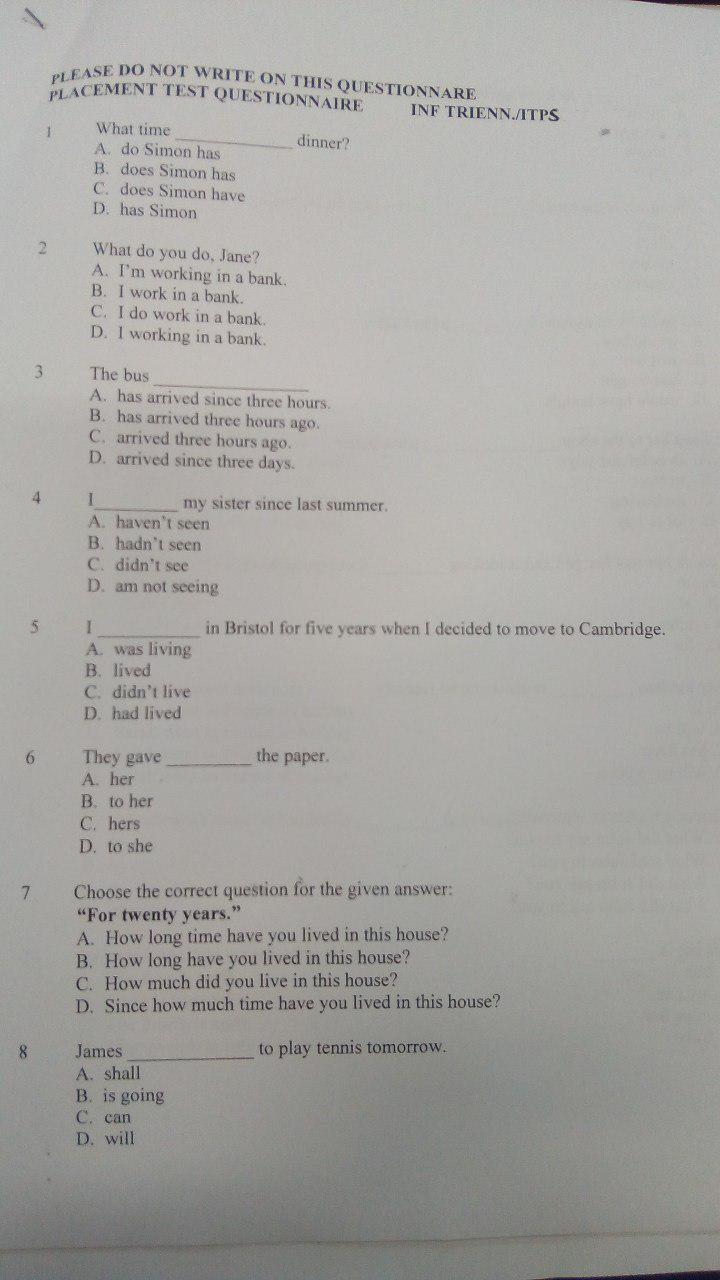 PLEASE DO NOT WRITE ON THIS QUESTIONNARE
PLACEMENT TEST QUESTIONNAIRE INF TRIENN./ITPS
1 What time ______________ dinner?
A. do Simon has
B. does Simon has
C. does Simon have
D. has Simon
2 What do you do, Jane?
A. I'm working in a bank.
B. I work in a bank.
C. I do work in a bank.
D. I working in a bank.
3 The bus __________________
A. has arrived since three hours.
B. has arrived three hours ago.
C. arrived three hours ago.
D. arrived since three days.
4 I__________ my sister since last summer.
A. haven't seen
B. hadn't seen
C. didn't see
D. am not seeing
5 I ____________ in Bristol for five years when I decided to move to Cambridge.
A. was living
B. lived
C. didn't live
D. had lived
6 They gave __________ the paper.
A. her
B. to her
C. hers
D. to she
7 Choose the correct question for the given answer:
"For twenty years."
A. How long time have you lived in this house?
B. How long have you lived in this house?
C. How much did you live in this house?
D. Since how much time have you lived in this house?
8 James _______________ to play tennis tomorrow.
A. shall
B. is going
C. can
D. will